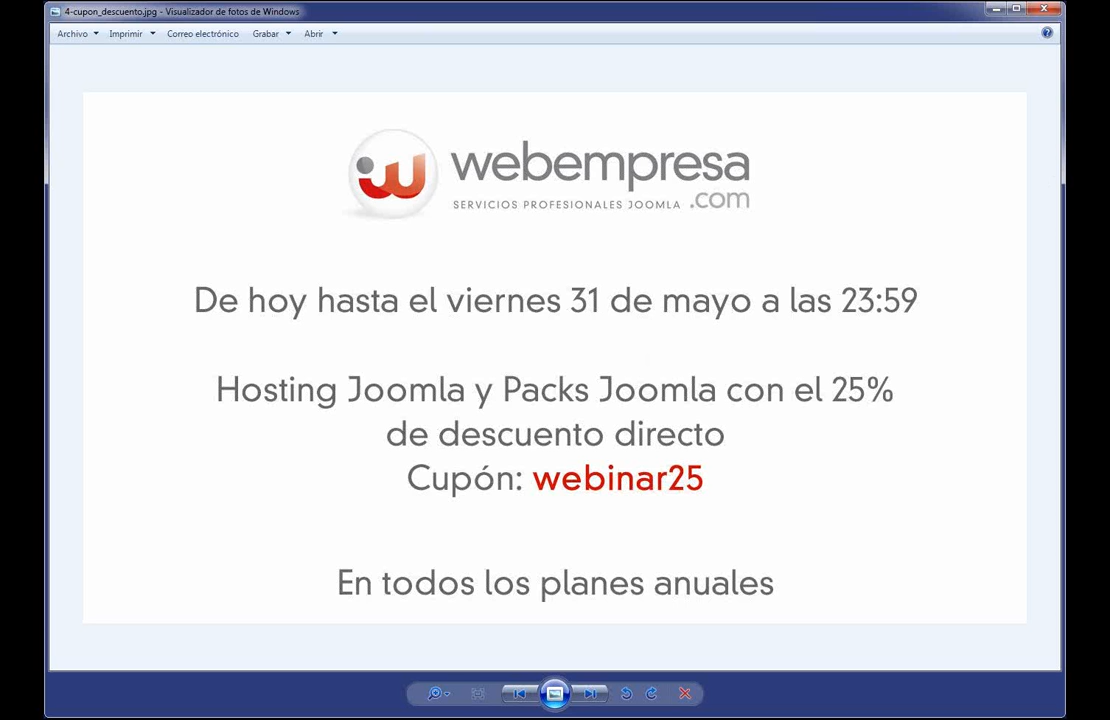 4-cupon_descuento.jpg - Visualizador de fotos de Windows
Archivo Imprimir Correo electrónico Grabar Abrir
webempresa
SERVICIOS PROFESIONALES JOOMLA .com
De hoy hasta el viernes 31 de mayo a las 23:59
Hosting Joomla y Packs Joomla con el 25%
de descuento directo
Cupón: webinar25
En todos los planes anuales